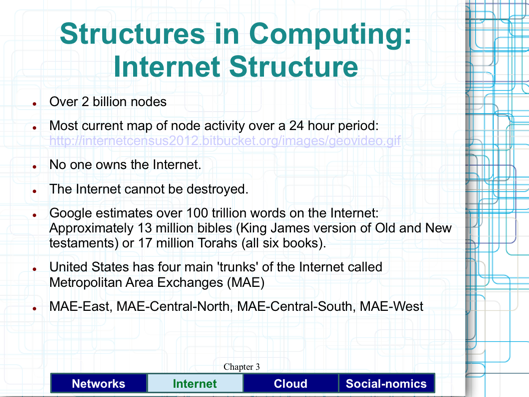 Structures in Computing:
Internet Structure
Over 2 billion nodes
Most current map of node activity over a 24 hour period:
http://internetcensus2012.bitbucket.org/images/geovideo.gif
No one owns the Internet.
The Internet cannot be destroyed.
Google estimates over 100 trillion words on the Internet:
Approximately 13 million bibles (King James version of Old and New
testaments) or 17 million Torahs (all six books).
United States has four main 'trunks' of the Internet called
Metropolitan Area Exchanges (MAE)
MAE-East, MAE-Central-North, MAE-Central-South, MAE-West
Chapter 3
Networks Internet Cloud Social-nomics